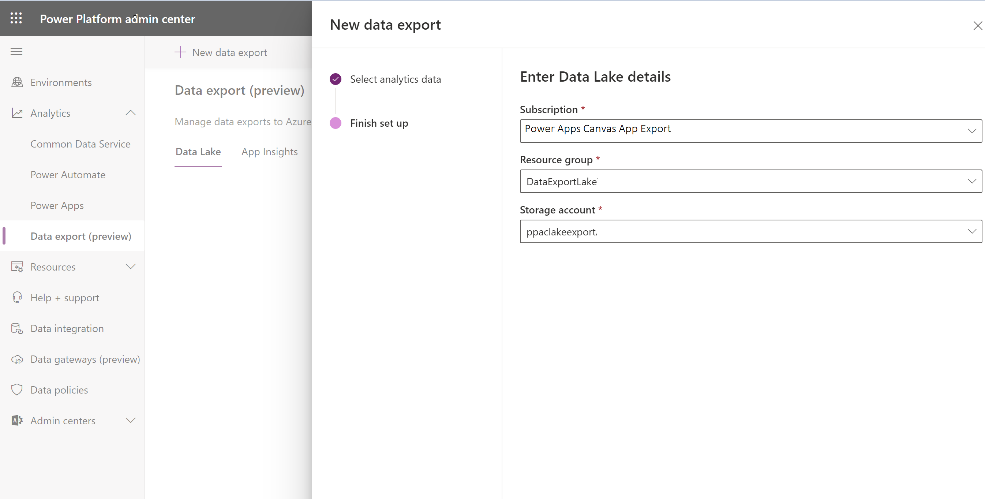 Power Platform admin center
Environments
Analytics
Common Data Service
Power Automate
Power Apps
Data export (preview)
Resources
Help + support
Data integration
Data gateways (preview)
Data policies
Admin centers
New data export
Data export (preview)
Manage data exports to Azure
Data Lake App Insights
New data export
Select analytics data
Finish set up
Enter Data Lake details
Subscription *
Power Apps Canvas App Export
Resource group *
DataExportLake
Storage account *
ppaclakeexport.